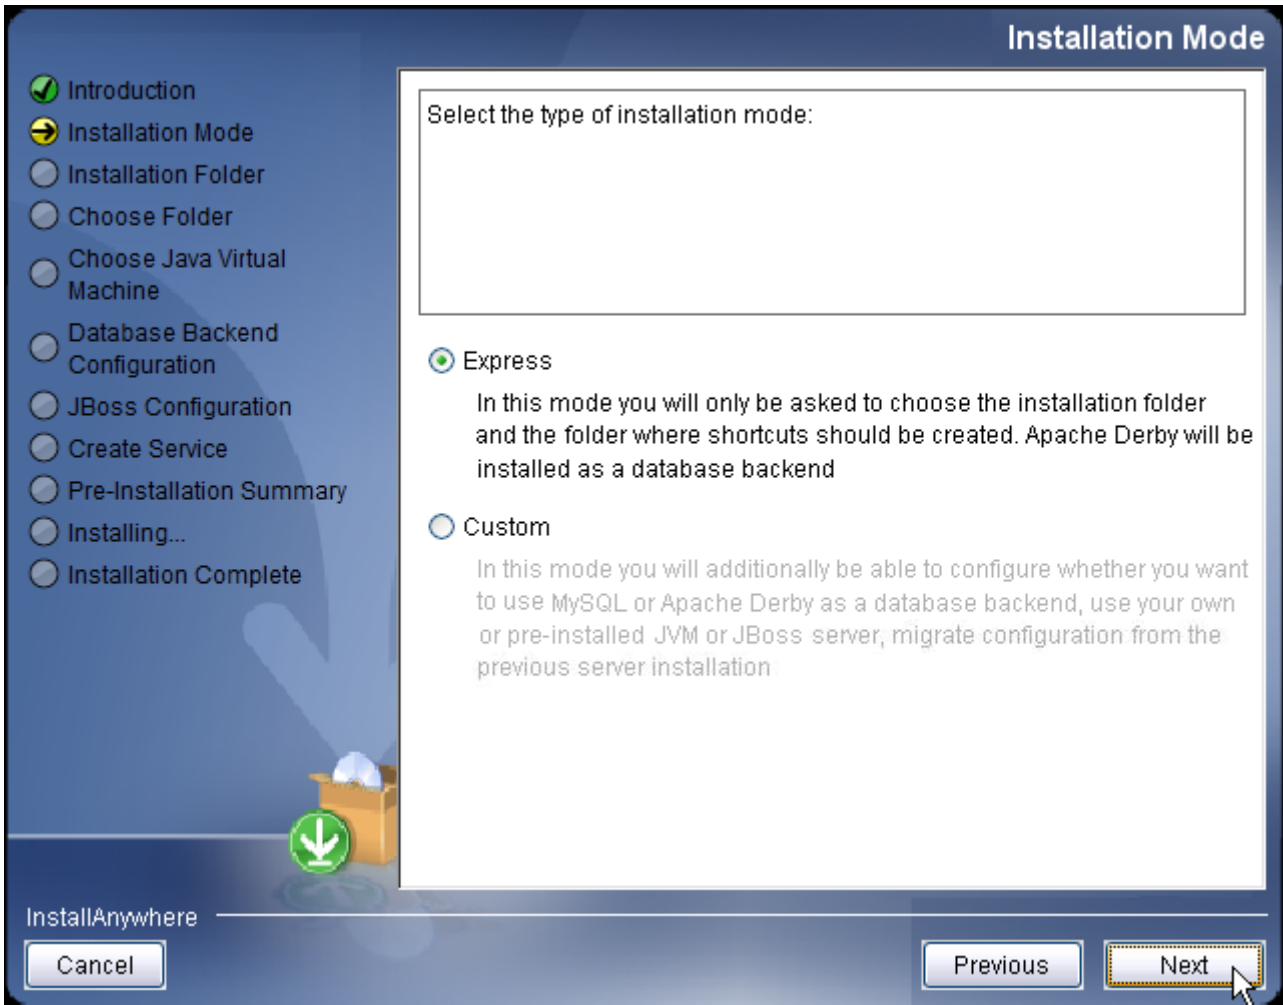 Installation Mode
Introduction
Installation Mode
Installation Folder
Choose Folder
Choose Java Virtual
Machine
Database Backend
Configuration
JBoss Configuration
Create Service
Pre-Installation Summary
Installing...
Installation Complete
Select the type of installation mode:
Express
In this mode you will only be asked to choose the installation folder
and the folder where shortcuts should be created. Apache Derby will be
installed as a database backend
Custom
In this mode you will additionally be able to configure whether you want
to use MySQL or Apache Derby as a database backend, use your own
or pre-installed JVM or JBoss server, migrate configuration from the
previous server installation
InstallAnywhere
Cancel
Previous
Next